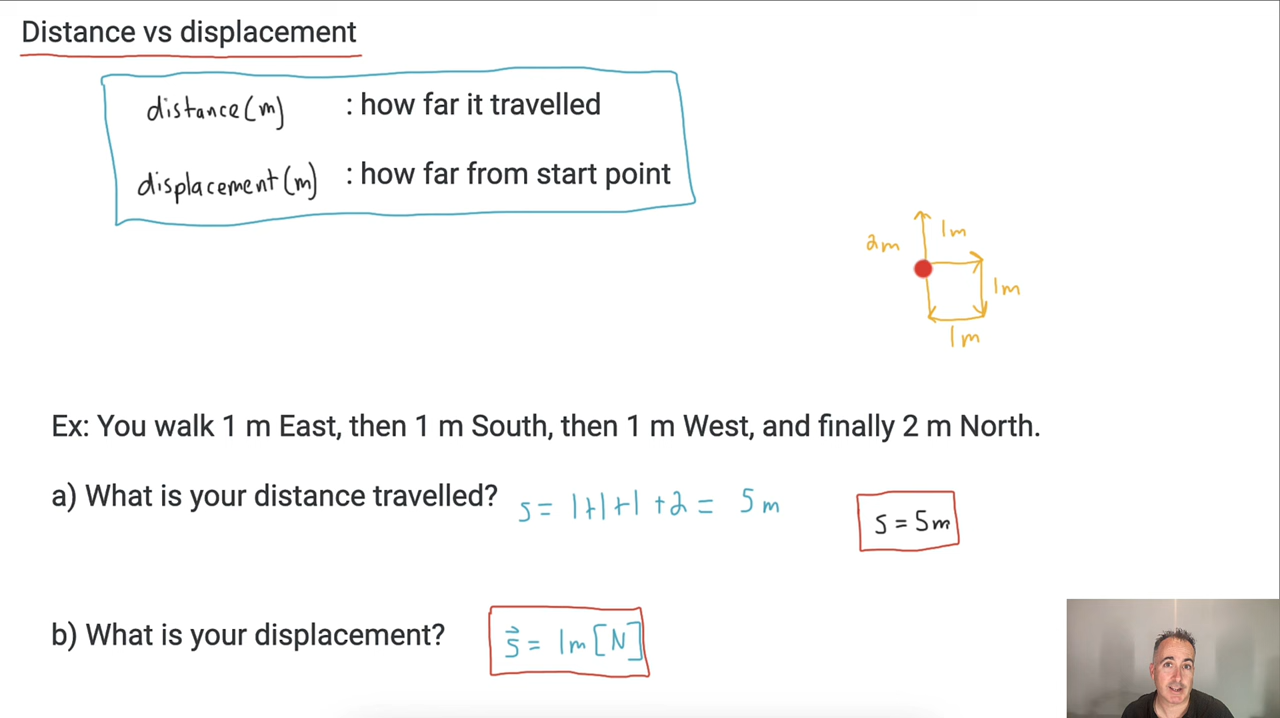 Distance vs displacement
distance (m) : how far it travelled
displacement (m) : how far from start point
2m
1m
1m
1m
Ex: You walk 1 m East, then 1 m South, then 1 m West, and finally 2 m North.
a) What is your distance travelled? s = 1+1+1+2 = 5 m
s = 5m
b) What is your displacement? s⃗ = 1m [N]